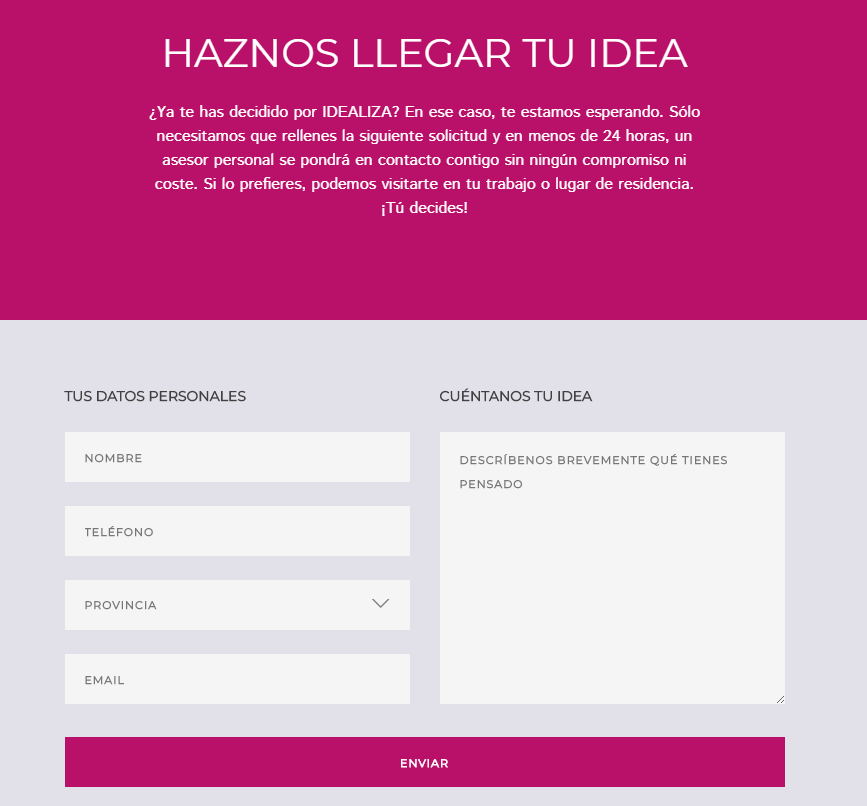 HAZNOS LLEGAR TU IDEA
¿Ya te has decidido por IDEALIZA? En ese caso, te estamos esperando. Sólo
necesitamos que rellenes la siguiente solicitud y en menos de 24 horas, un
asesor personal se pondrá en contacto contigo sin ningún compromiso ni
coste. Si lo prefieres, podemos visitarte en tu trabajo o lugar de residencia.
¡Tú decides!
TUS DATOS PERSONALES
NOMBRE
TELÉFONO
PROVINCIA
EMAIL
CUÉNTANOS TU IDEA
DESCRÍBENOS BREVEMENTE QUÉ TIENES
PENSADO
ENVIAR